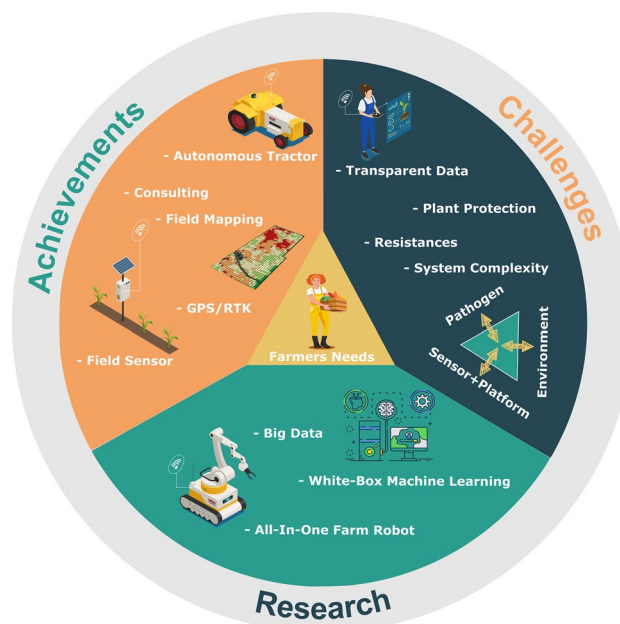 Achievements
- Autonomous Tractor
- Consulting
- Field Mapping
- GPS/RTK
- Field Sensor
Challenges
- Transparent Data
- Plant Protection
- Resistances
- System Complexity
Pathogen
Environment
Sensor+Platform
Farmers Needs
- Big Data
- White-Box Machine Learning
- All-In-One Farm Robot
Research